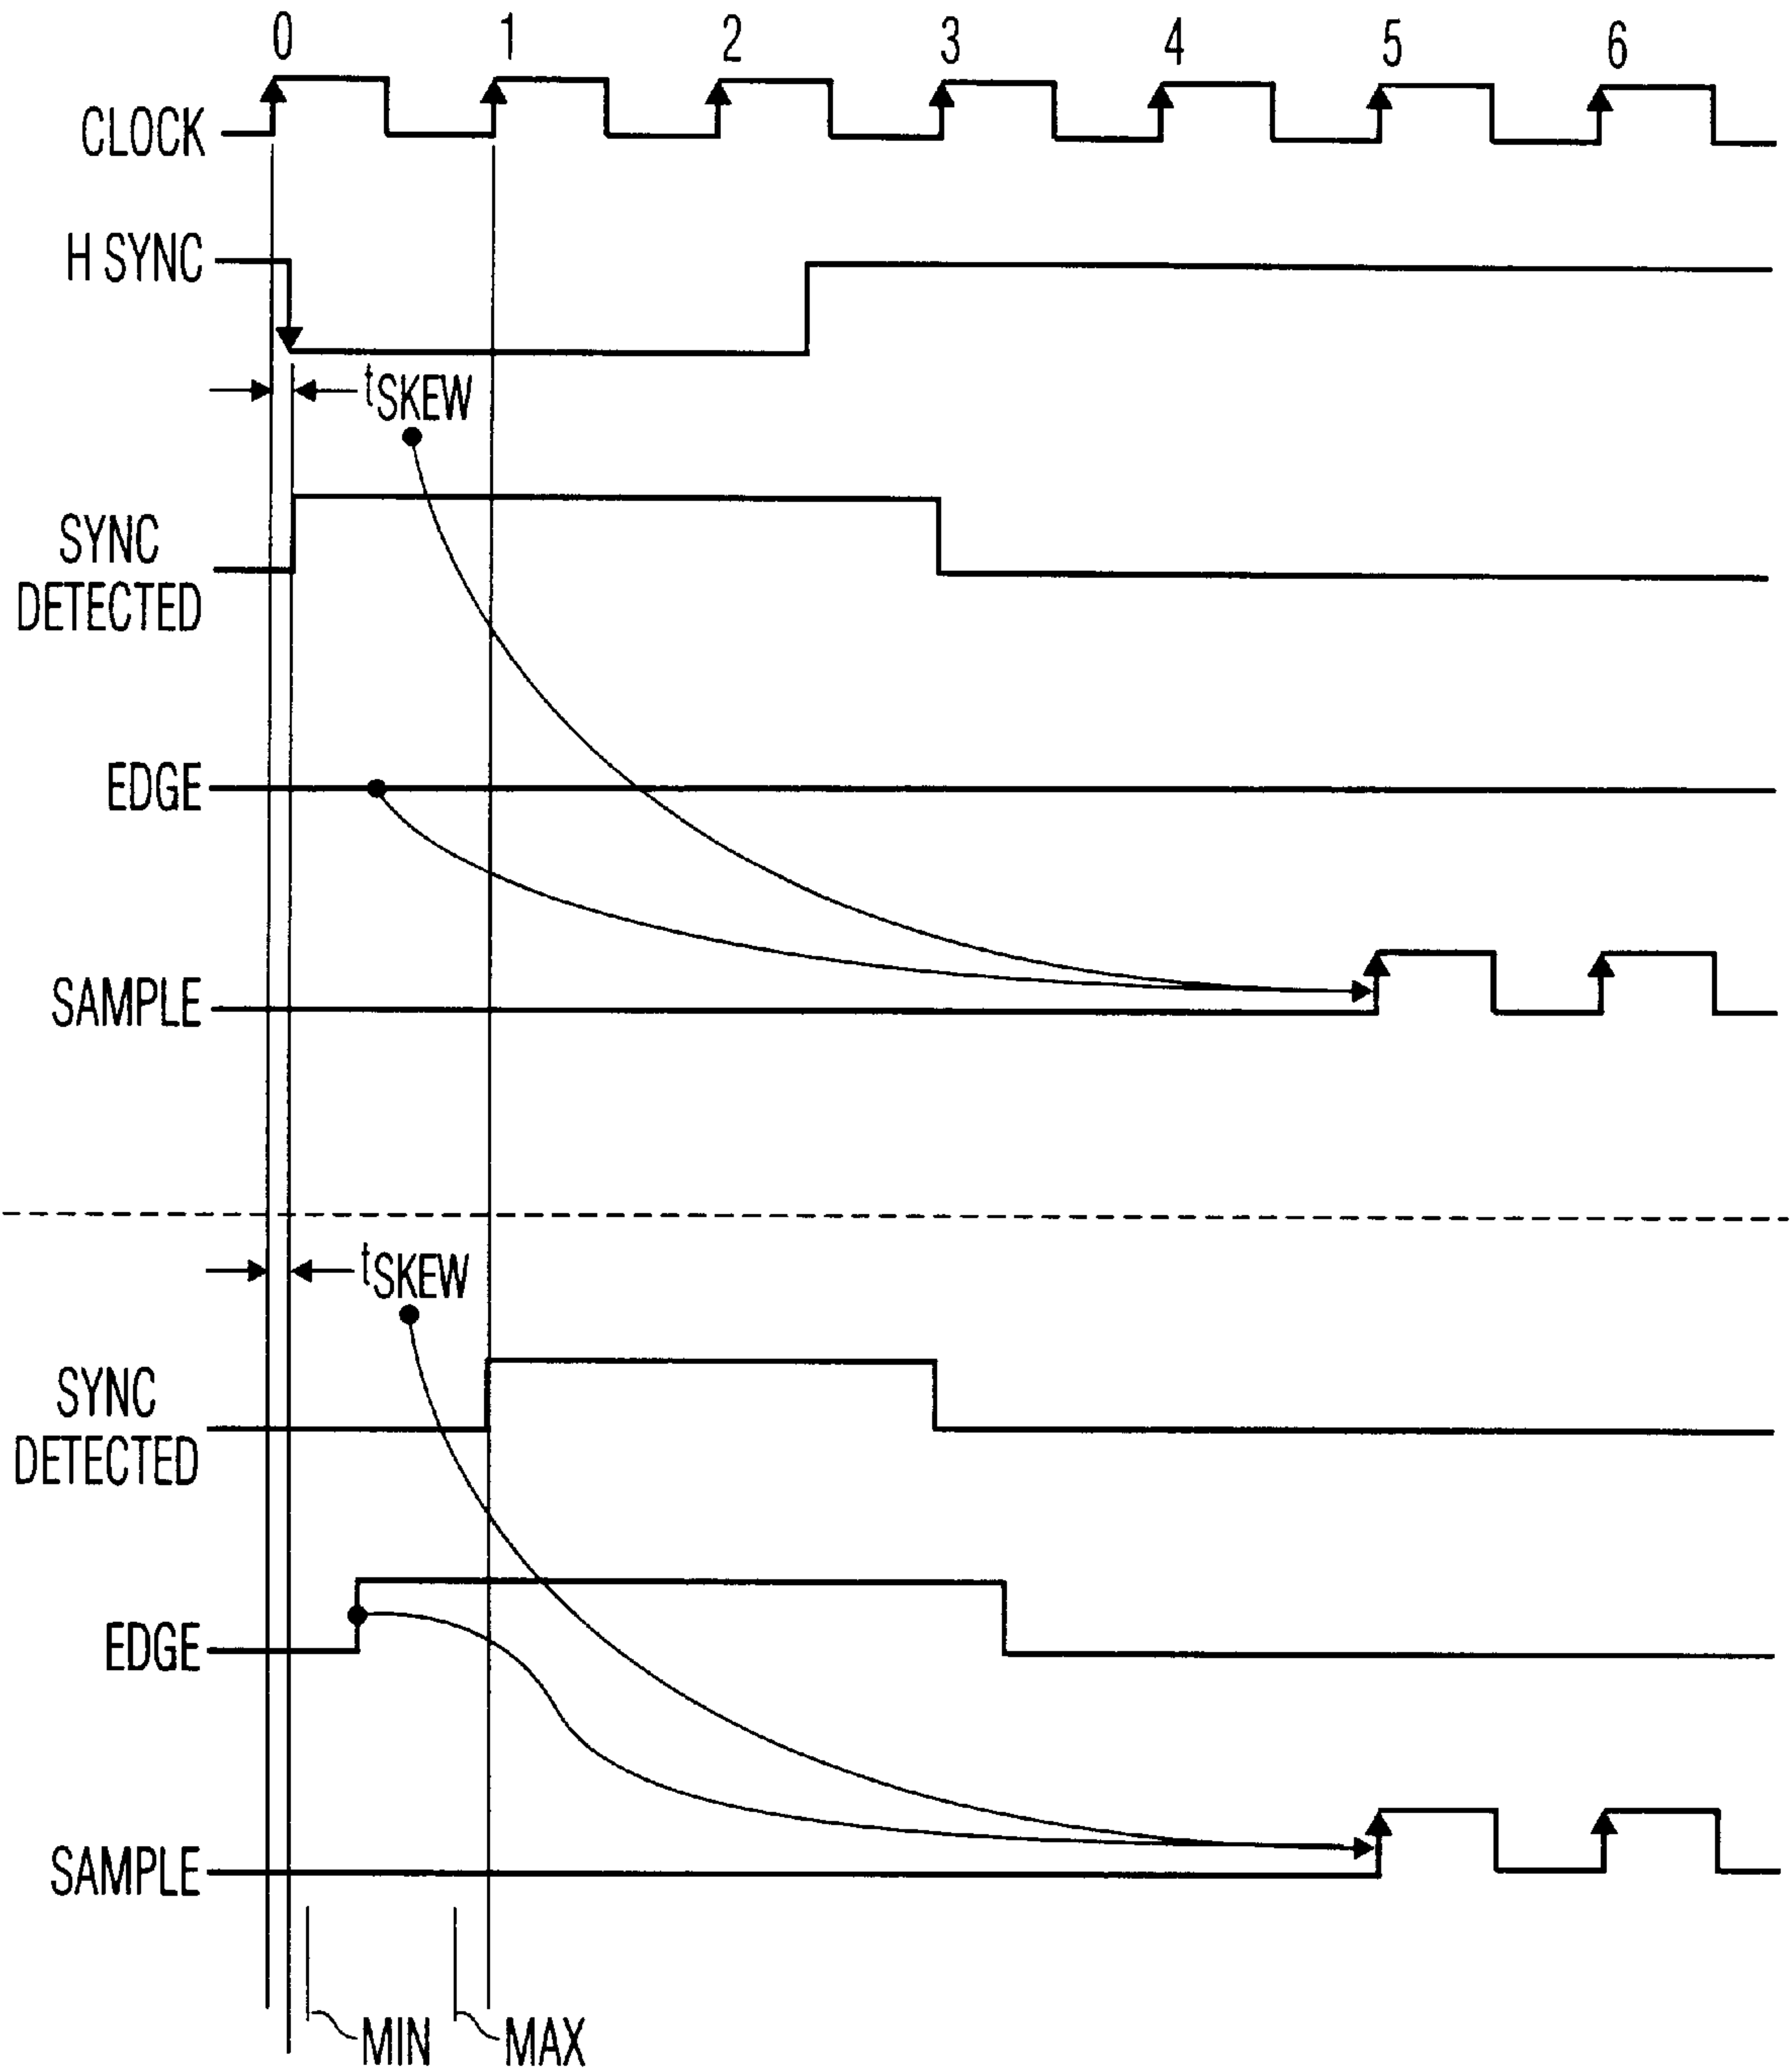 0 1 2 3 4 5 6
CLOCK
H SYNC
tSKEW
SYNC
DETECTED
EDGE
SAMPLE
tSKEW
SYNC
DETECTED
EDGE
SAMPLE
MIN MAX